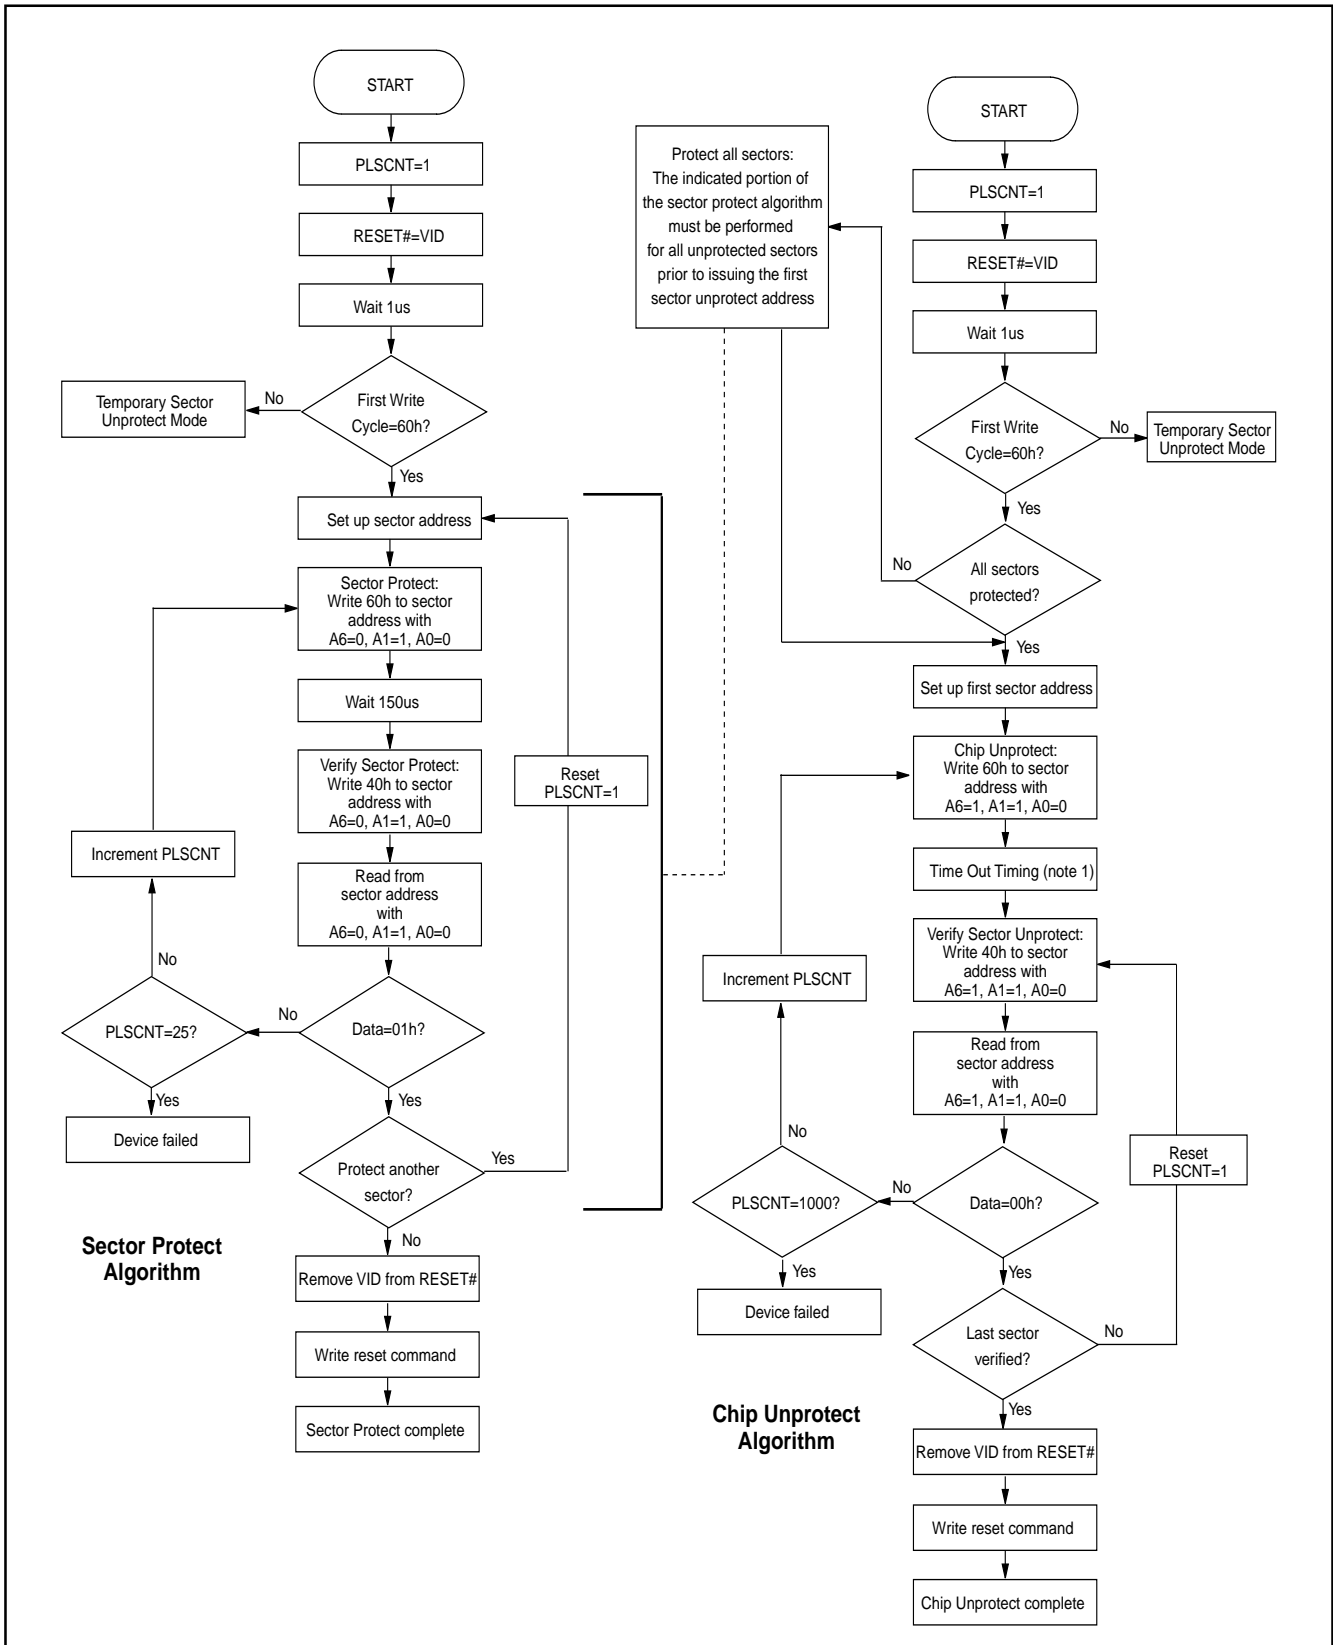 START
PLSCNT=1
RESET#=VID
Wait 1us
First Write
Cycle=60h?
No
Temporary Sector
Unprotect Mode
Yes
Set up sector address
Sector Protect:
Write 60h to sector
address with
A6=0, A1=1, A0=0
Wait 150us
Verify Sector Protect:
Write 40h to sector
address with
A6=0, A1=1, A0=0
Reset
PLSCNT=1
Increment PLSCNT
Read from
sector address
with
A6=0, A1=1, A0=0
No
PLSCNT=25?
No
Data=01h?
Yes
Device failed
Yes
Protect another
sector?
Yes
No
Sector Protect
Algorithm
Remove VID from RESET#
Write reset command
Sector Protect complete
Protect all sectors:
The indicated portion of
the sector protect algorithm
must be performed
for all unprotected sectors
prior to issuing the first
sector unprotect address
START
PLSCNT=1
RESET#=VID
Wait 1us
First Write
Cycle=60h?
No
Temporary Sector
Unprotect Mode
Yes
No
All sectors
protected?
Yes
Set up first sector address
Chip Unprotect:
Write 60h to sector
address with
A6=1, A1=1, A0=0
Time Out Timing (note 1)
Verify Sector Unprotect:
Write 40h to sector
address with
A6=1, A1=1, A0=0
Increment PLSCNT
Read from
sector address
with
A6=1, A1=1, A0=0
No
Reset
PLSCNT=1
PLSCNT=1000?
No
Data=00h?
Yes
Device failed
Yes
Last sector
verified?
No
Yes
Chip Unprotect
Algorithm
Remove VID from RESET#
Write reset command
Chip Unprotect complete